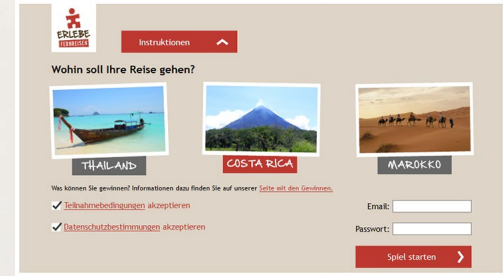 ERLEBE
FERNREISEN
Instruktionen
Wohin soll Ihre Reise gehen?
THAILAND
COSTA RICA
MAROKKO
Was können Sie gewinnen? Informationen dazu finden Sie auf unserer Seite mit den Gewinnen.
Teilnahmebedingungen akzeptieren
Email:
Datenschutzbestimmungen akzeptieren
Passwort:
Spiel starten